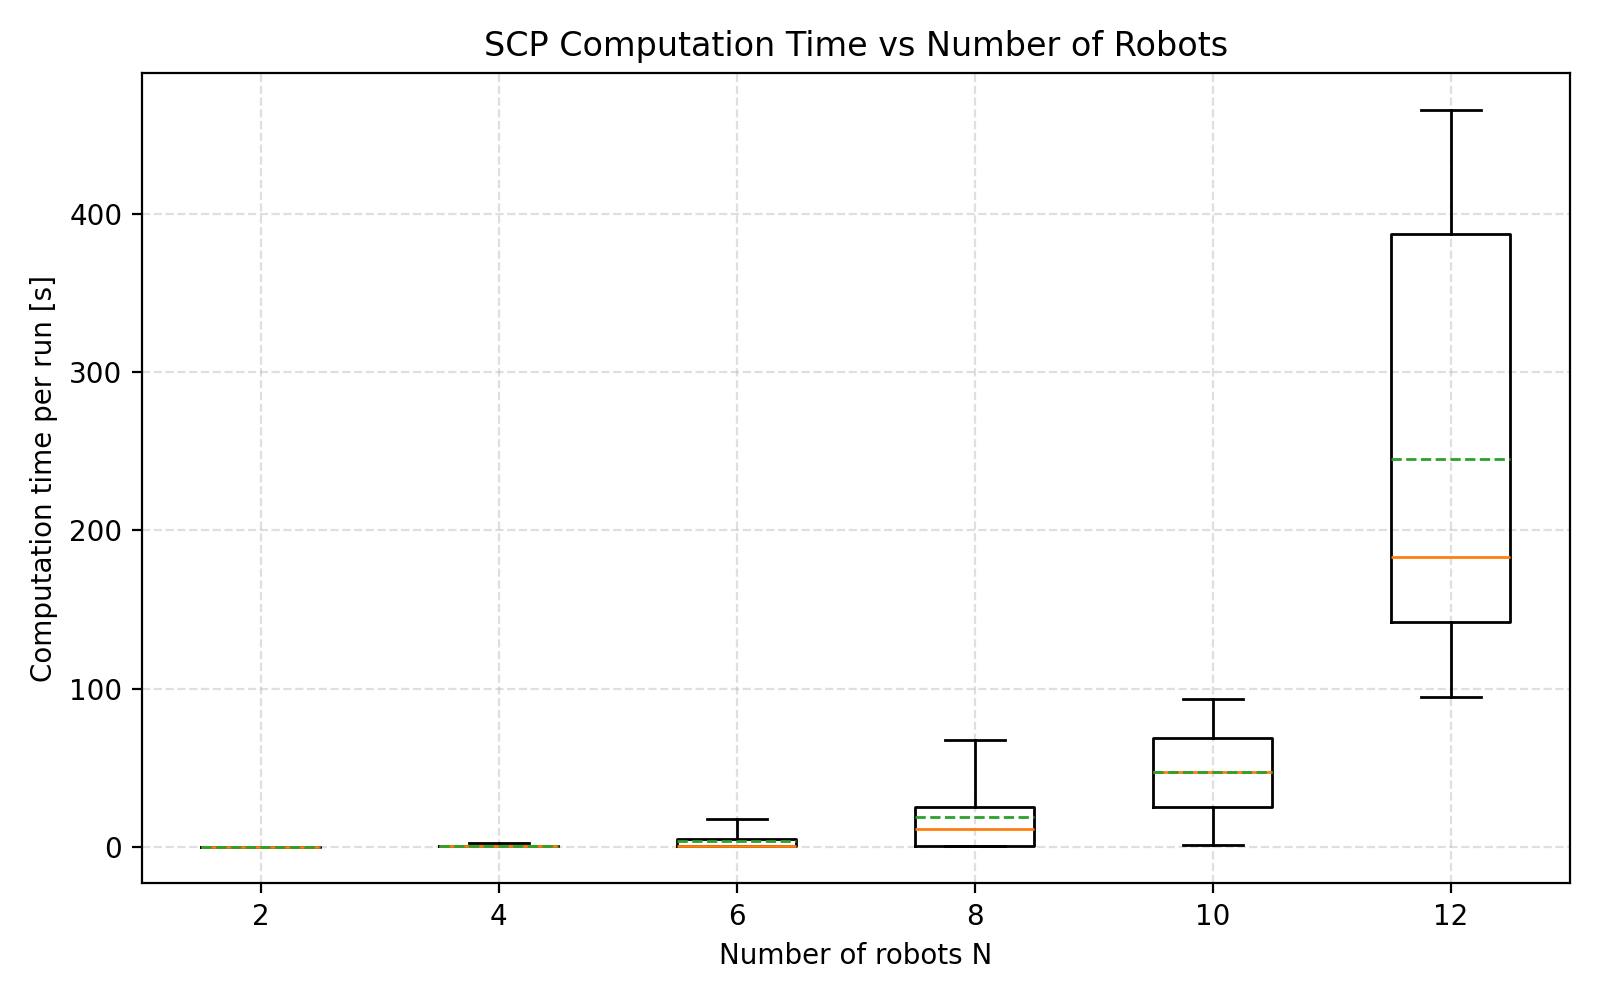 SCP Computation Time vs Number of Robots
Computation time per run [s]
400
300
200
100
0
2 4 6 8 10 12
Number of robots N